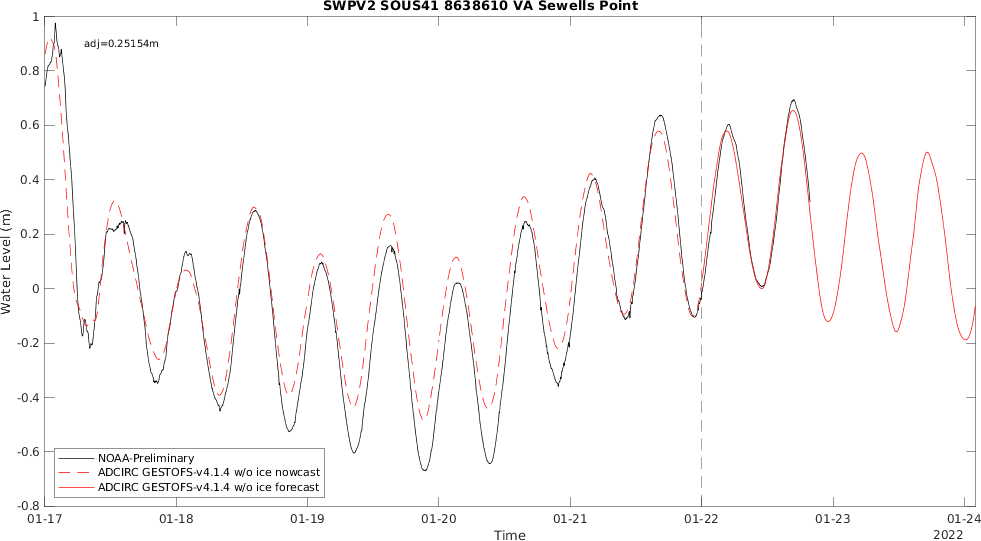 SWPV2 SOUS41 8638610 VA Sewells Point
1
0.8
0.6
0.4
0.2
0
-0.2
-0.4
-0.6
-0.8
Water Level (m)
adj=0.25154m
NOAA-Preliminary
ADCIRC GESTOFS-v4.1.4 w/o ice nowcast
ADCIRC GESTOFS-v4.1.4 w/o ice forecast
01-17 01-18 01-19 01-20 01-21 01-22 01-23 01-24
Time
2022